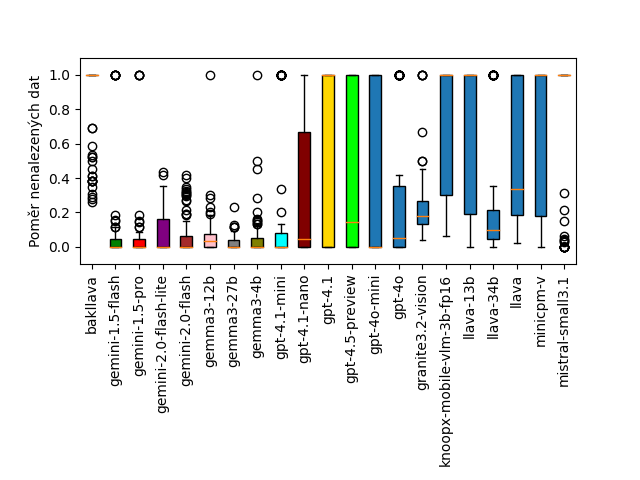 Poměr nenalezených dat
1.0
0.8
0.6
0.4
0.2
0.0
bakllava
gemini-1.5-flash
gemini-1.5-pro
gemini-2.0-flash-lite
gemini-2.0-flash
gemma3-12b
gemma3-27b
gemma3-4b
gpt-4.1-mini
gpt-4.1-nano
gpt-4.1
gpt-4.5-preview
gpt-4o-mini
gpt-4o
granite3.2-vision
knoopx-mobile-vlm-3b-fp16
llava-13b
llava-34b
llava
minicpm-v
mistral-small3.1